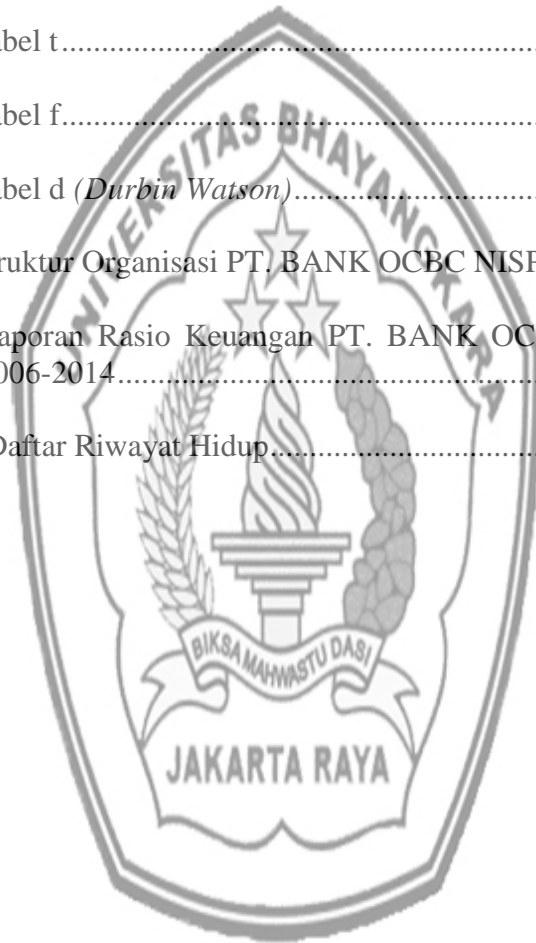 abel t
abel f
abel d (Durbin Watson)
ruktur Organisasi PT. BANK OCBC NISP
aporan Rasio Keuangan PT. BANK OC
006-2014
Daftar Riwayat Hidup
UNIVERSITAS BHAYANGKARA
BIKSA MAHWASTU DASI
JAKARTA RAYA